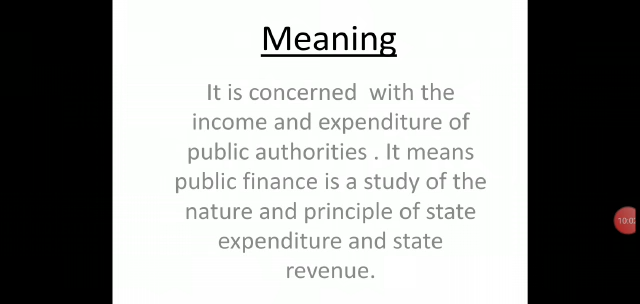 Meaning
It is concerned with the
income and expenditure of
public authorities . It means
public finance is a study of the
nature and principle of state
expenditure and state
revenue.